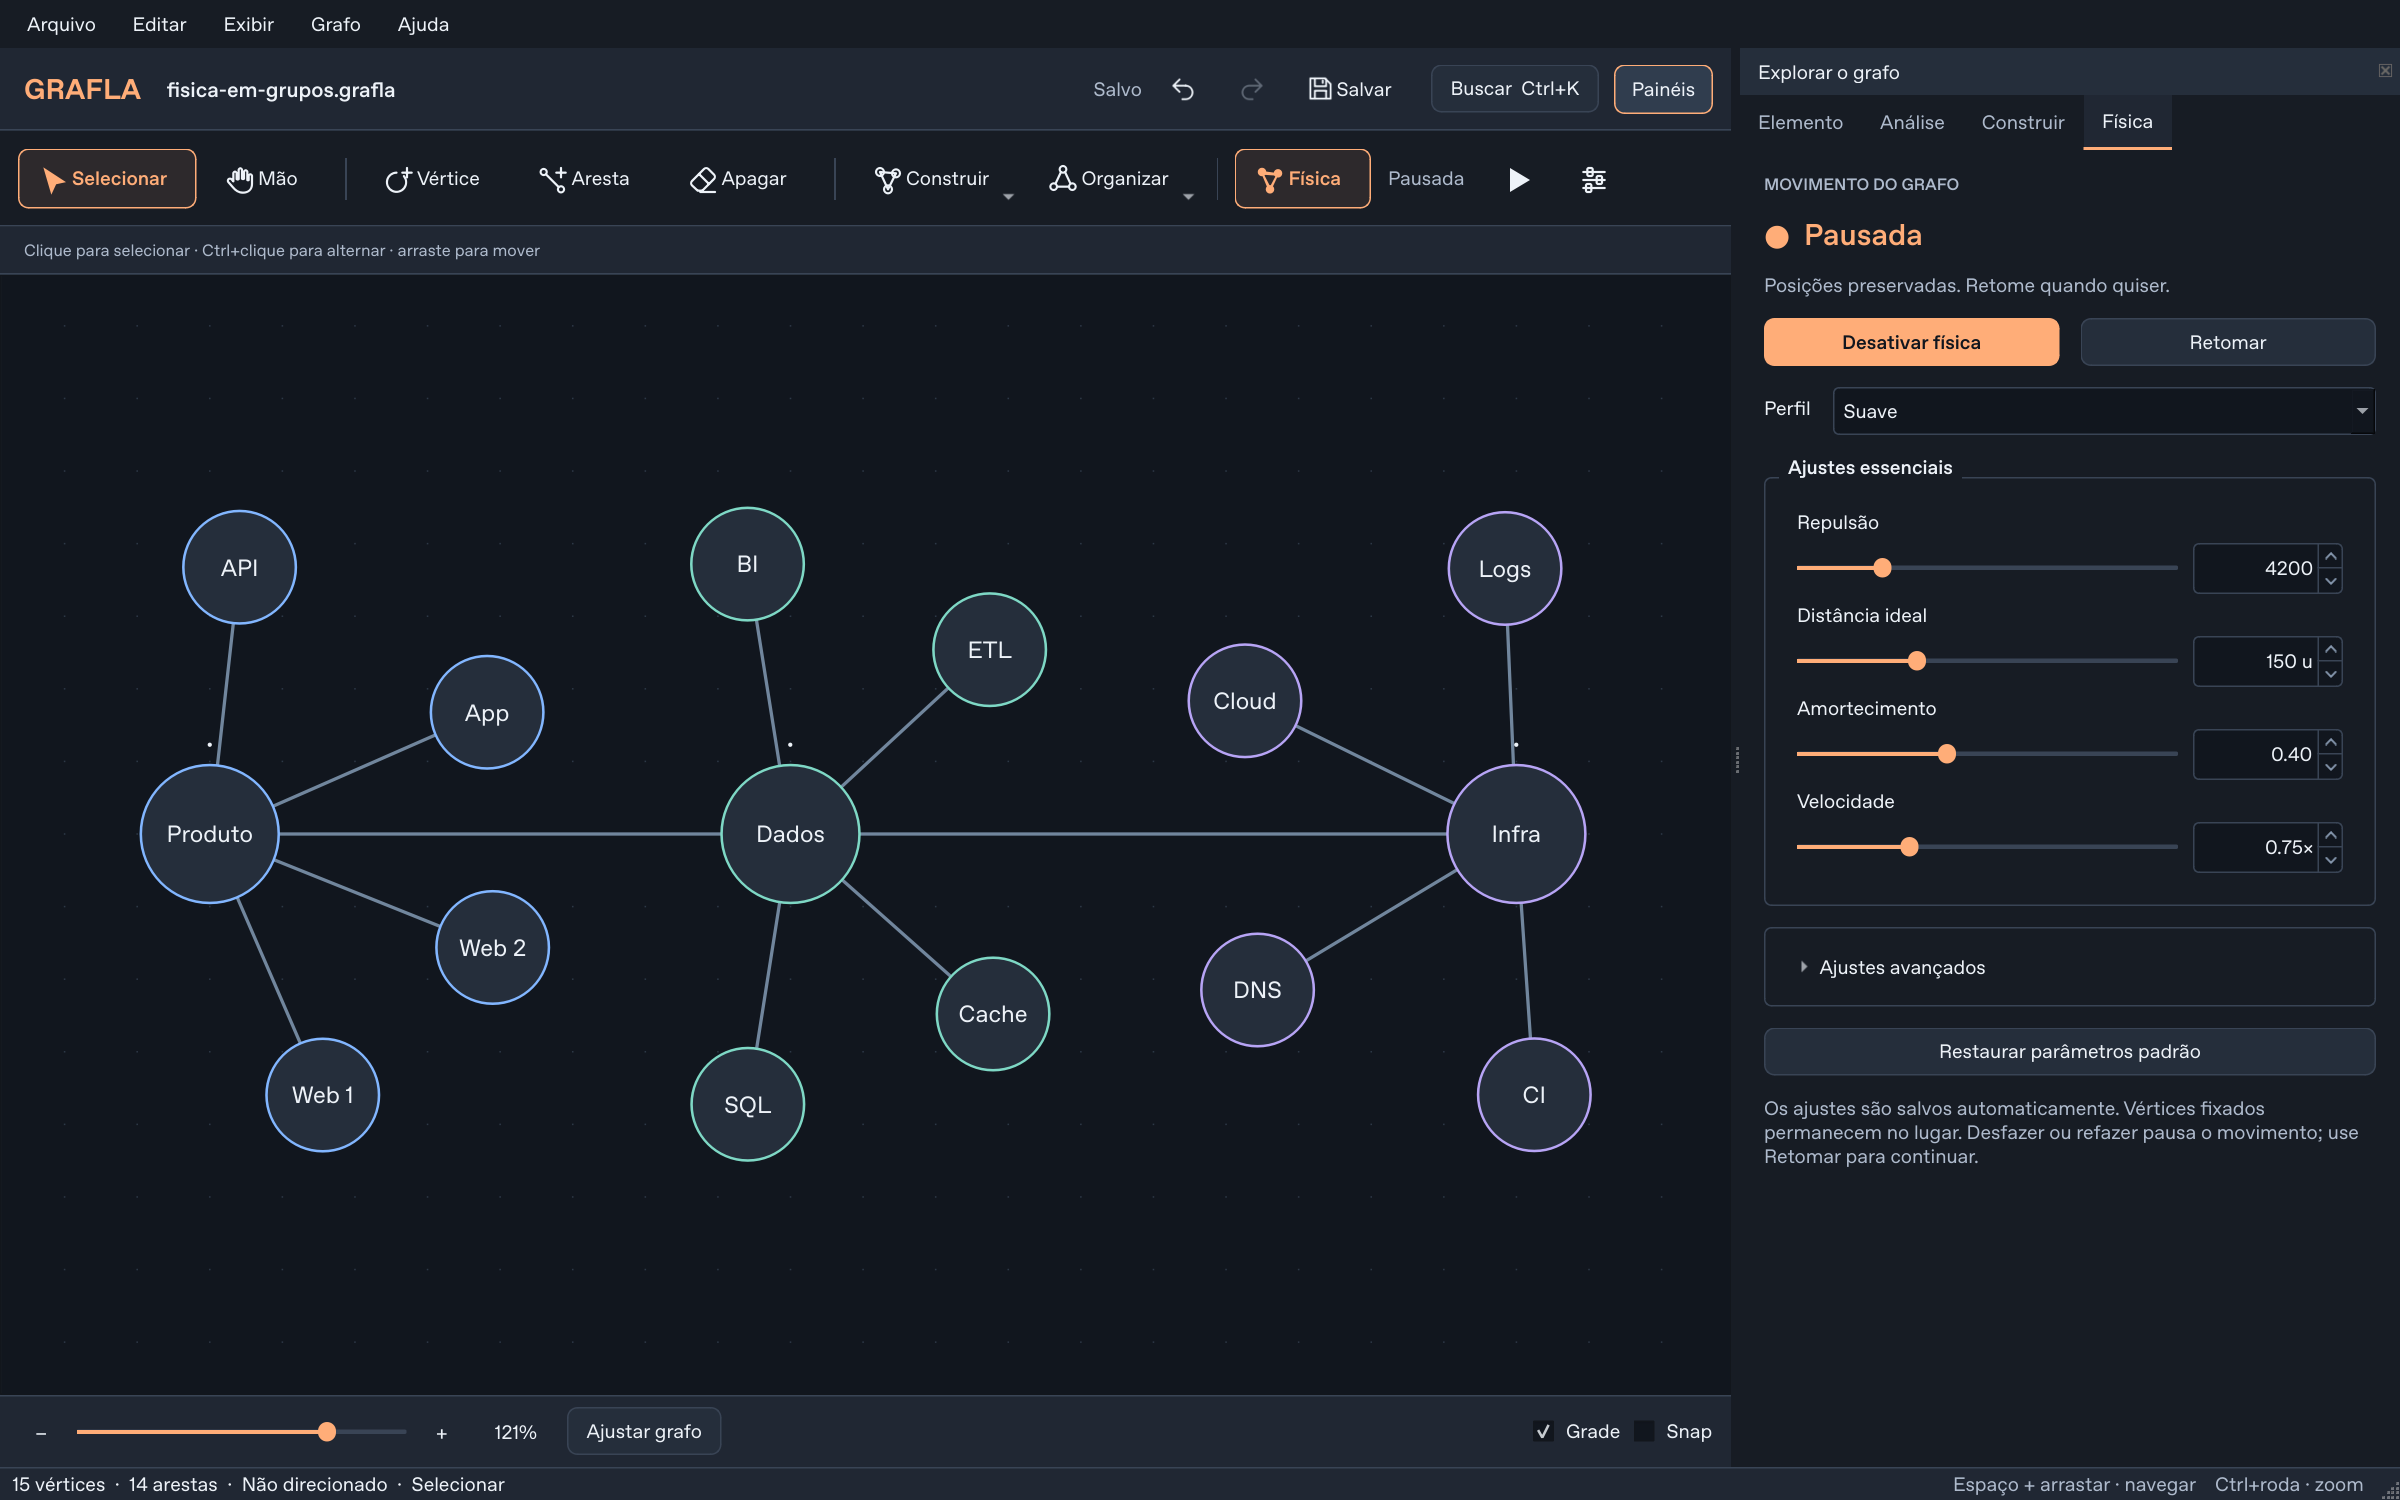 Arquivo Editar Exibir Grafo Ajuda
GRAFLA fisica-em-grupos.grafla Salvo Salvar Buscar Ctrl+K Painéis
Selecionar Mão Vértice Aresta Apagar Construir Organizar Física Pausada
Clique para selecionar · Ctrl+clique para alternar · arraste para mover
API
BI
Logs
ETL
Cloud
App
Produto
Dados
Infra
Web 2
DNS
Cache
Web 1
SQL
CI
− + 121% Ajustar grafo Grade Snap
15 vértices · 14 arestas · Não direcionado · Selecionar
Explorar o grafo
Elemento Análise Construir Física
MOVIMENTO DO GRAFO
Pausada
Posições preservadas. Retome quando quiser.
Desativar física Retomar
Perfil Suave
Ajustes essenciais
Repulsão
4200
Distância ideal
150 u
Amortecimento
0.40
Velocidade
0.75×
Ajustes avançados
Restaurar parâmetros padrão
Os ajustes são salvos automaticamente. Vértices fixados
permanecem no lugar. Desfazer ou refazer pausa o movimento; use
Retomar para continuar.
Espaço + arrastar · navegar Ctrl+roda · zoom